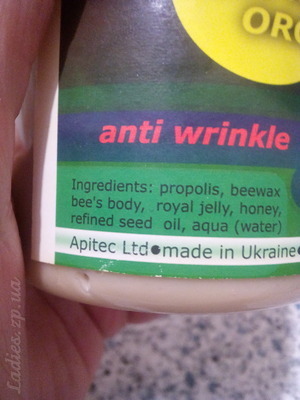 ORG
anti wrinkle
Ingredients: propolis, beewax
bee's body, royal jelly, honey,
refined seed oil, aqua (water)
Apitec Ltd●made in Ukraine●
Ladies.zp.ua